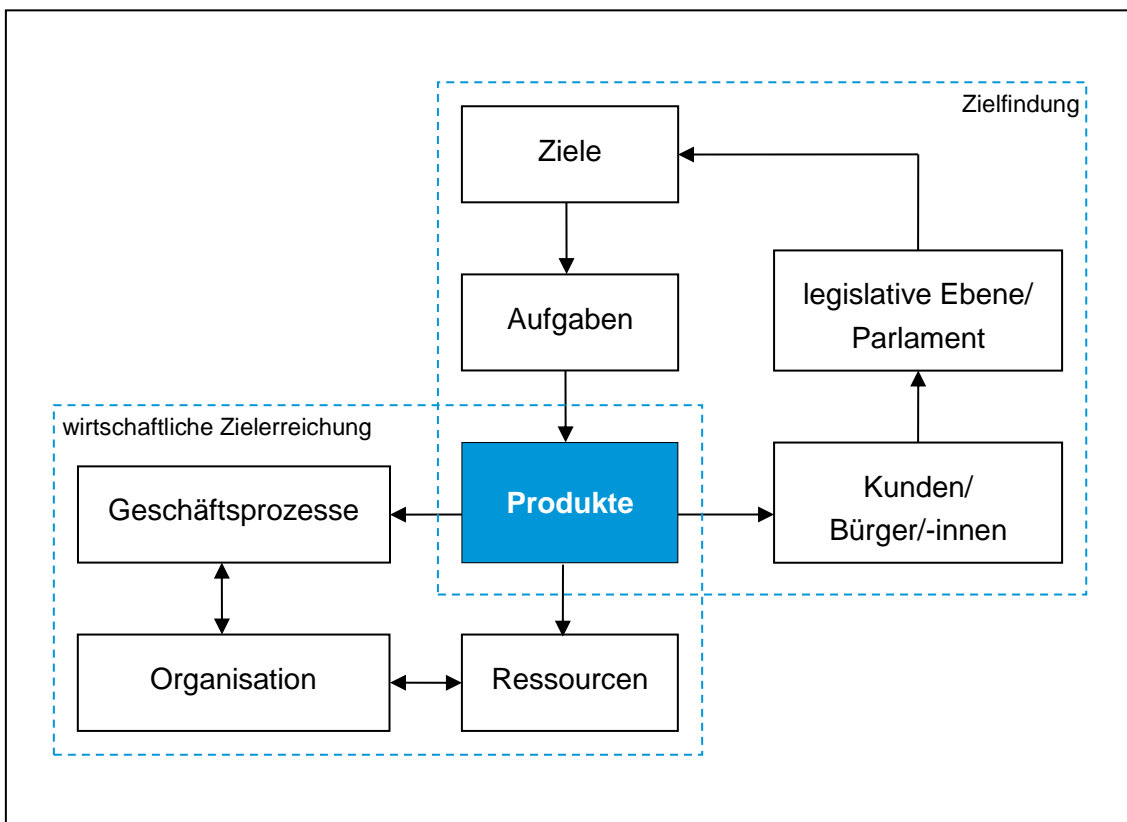 Zielfindung
Ziele
legislative Ebene/
Parlament
Aufgaben
wirtschaftliche Zielerreichung
Geschäftsprozesse
Produkte
Kunden/
Bürger/-innen
Organisation
Ressourcen